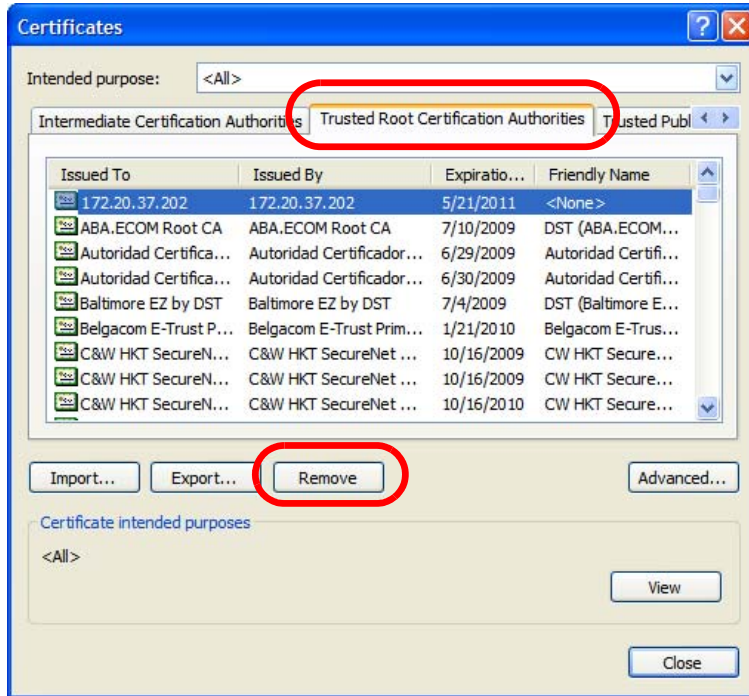 Certificates
Intended purpose: <All>
Intermediate Certification Authorities Trusted Root Certification Authorities Trusted Publ
Issued To Issued By Expiratio... Friendly Name
172.20.37.202 172.20.37.202 5/21/2011 <None>
ABA.ECOM Root CA ABA.ECOM Root CA 7/10/2009 DST (ABA.ECOM...
Autoridad Certifica... Autoridad Certificador... 6/29/2009 Autoridad Certifi...
Autoridad Certifica... Autoridad Certificador... 6/30/2009 Autoridad Certifi...
Baltimore EZ by DST Baltimore EZ by DST 7/4/2009 DST (Baltimore E...
Belgacom E-Trust P... Belgacom E-Trust Prim... 1/21/2010 Belgacom E-Trus...
C&W HKT SecureN... C&W HKT SecureNet ... 10/16/2009 CW HKT Secure...
C&W HKT SecureN... C&W HKT SecureNet ... 10/16/2009 CW HKT Secure...
C&W HKT SecureN... C&W HKT SecureNet ... 10/16/2010 CW HKT Secure...
Import... Export... Remove Advanced...
Certificate intended purposes
<All>
View
Close